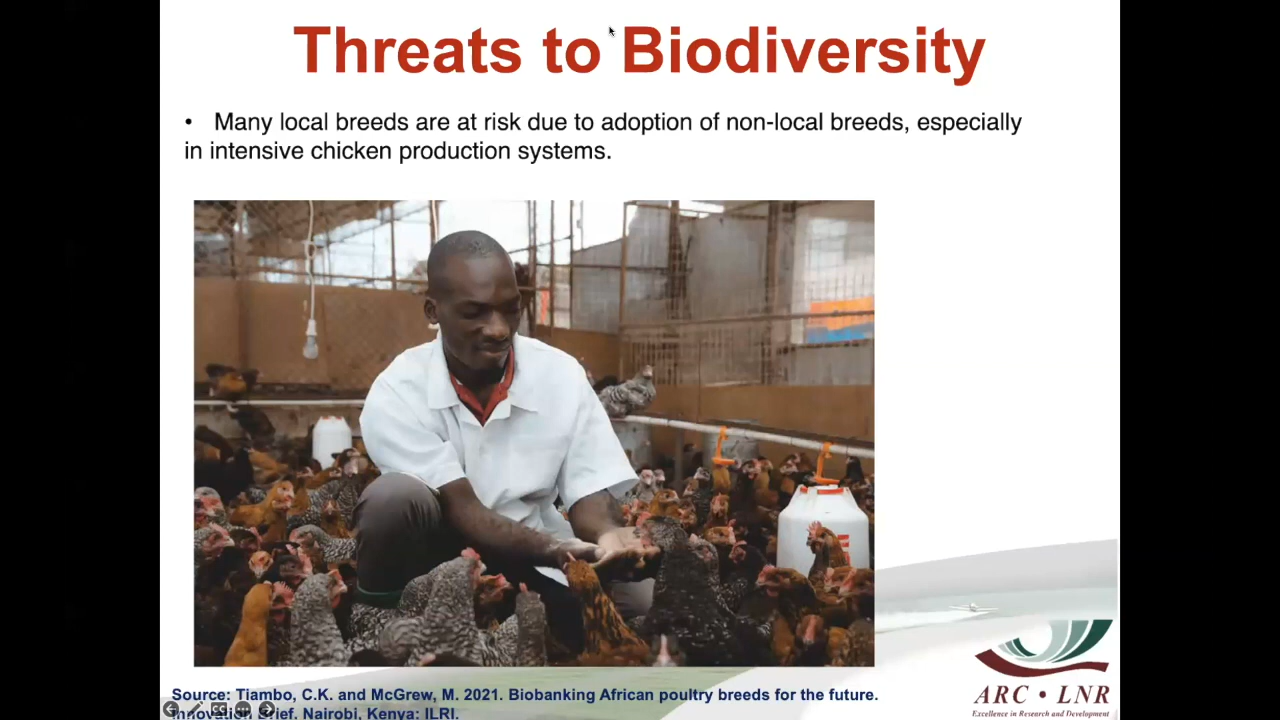 Threats to Biodiversity
• Many local breeds are at risk due to adoption of non-local breeds, especially
in intensive chicken production systems.
Source: Tiambo, C.K. and McGrew, M. 2021. Biobanking African poultry breeds for the future.
Innovation Brief. Nairobi, Kenya: ILRI.
ARC • LNR
Excellence in Research and Development